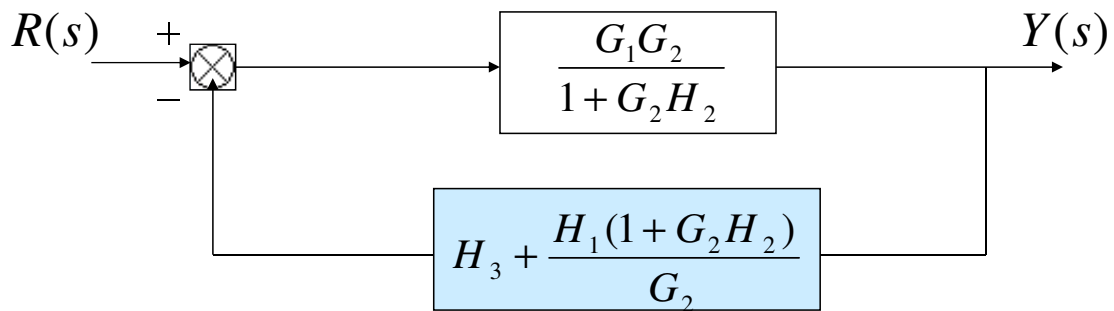 R(s) + G₁G₂ Y(s)
− 1 + G₂H₂
H₃ + H₁(1 + G₂H₂)
G₂